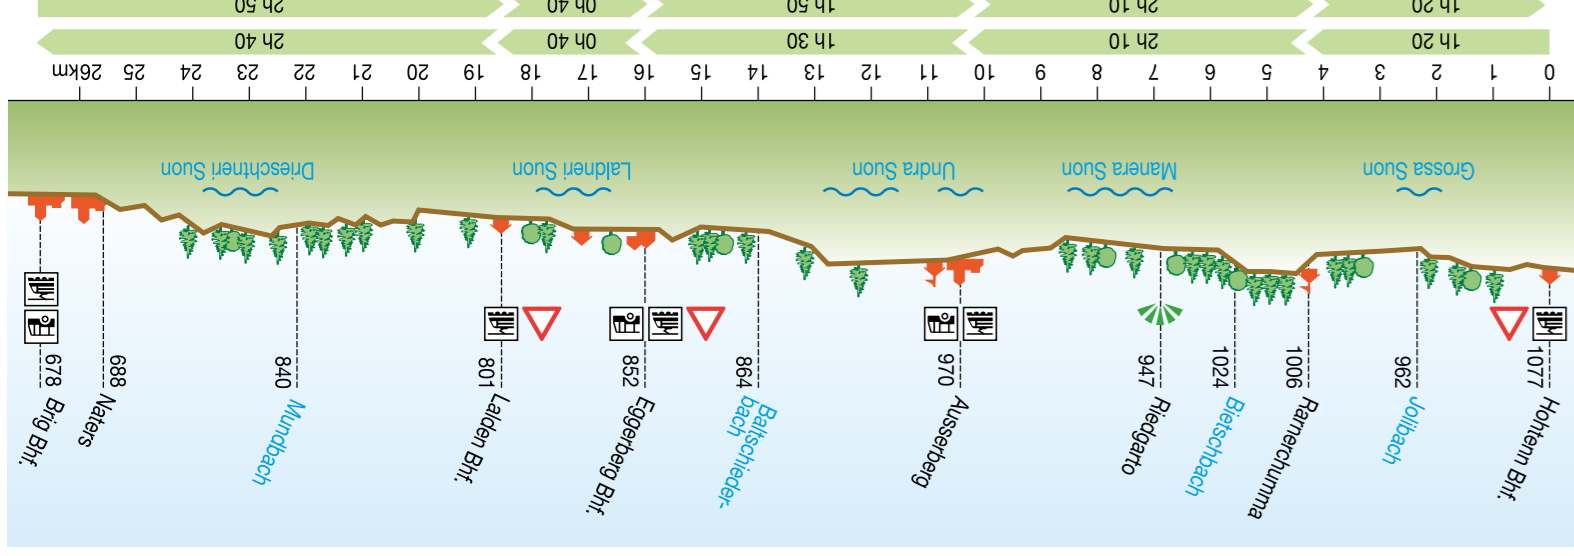 Hohtenn Bhf.
1077
Jollbach
962
Rarnerchumma
1006
Bietschbach
1024
Riedgarto
947
Ausserberg
970
Baltschieder-
bach
864
Eggerberg Bhf.
852
Lalden Bhf.
801
Mundbach
840
Naters
688
Brig Bhf.
678
Grossa Suon
Manera Suon
Undra Suon
Laldneri Suon
Drieschtneri Suon
0 1 2 3 4 5 6 7 8 9 10 11 12 13 14 15 16 17 18 19 20 21 22 23 24 25 26km
1h 20 2h 10 1h 30 0h 40 2h 40
1h 20 2h 10 1h 50 0h 40 2h 50